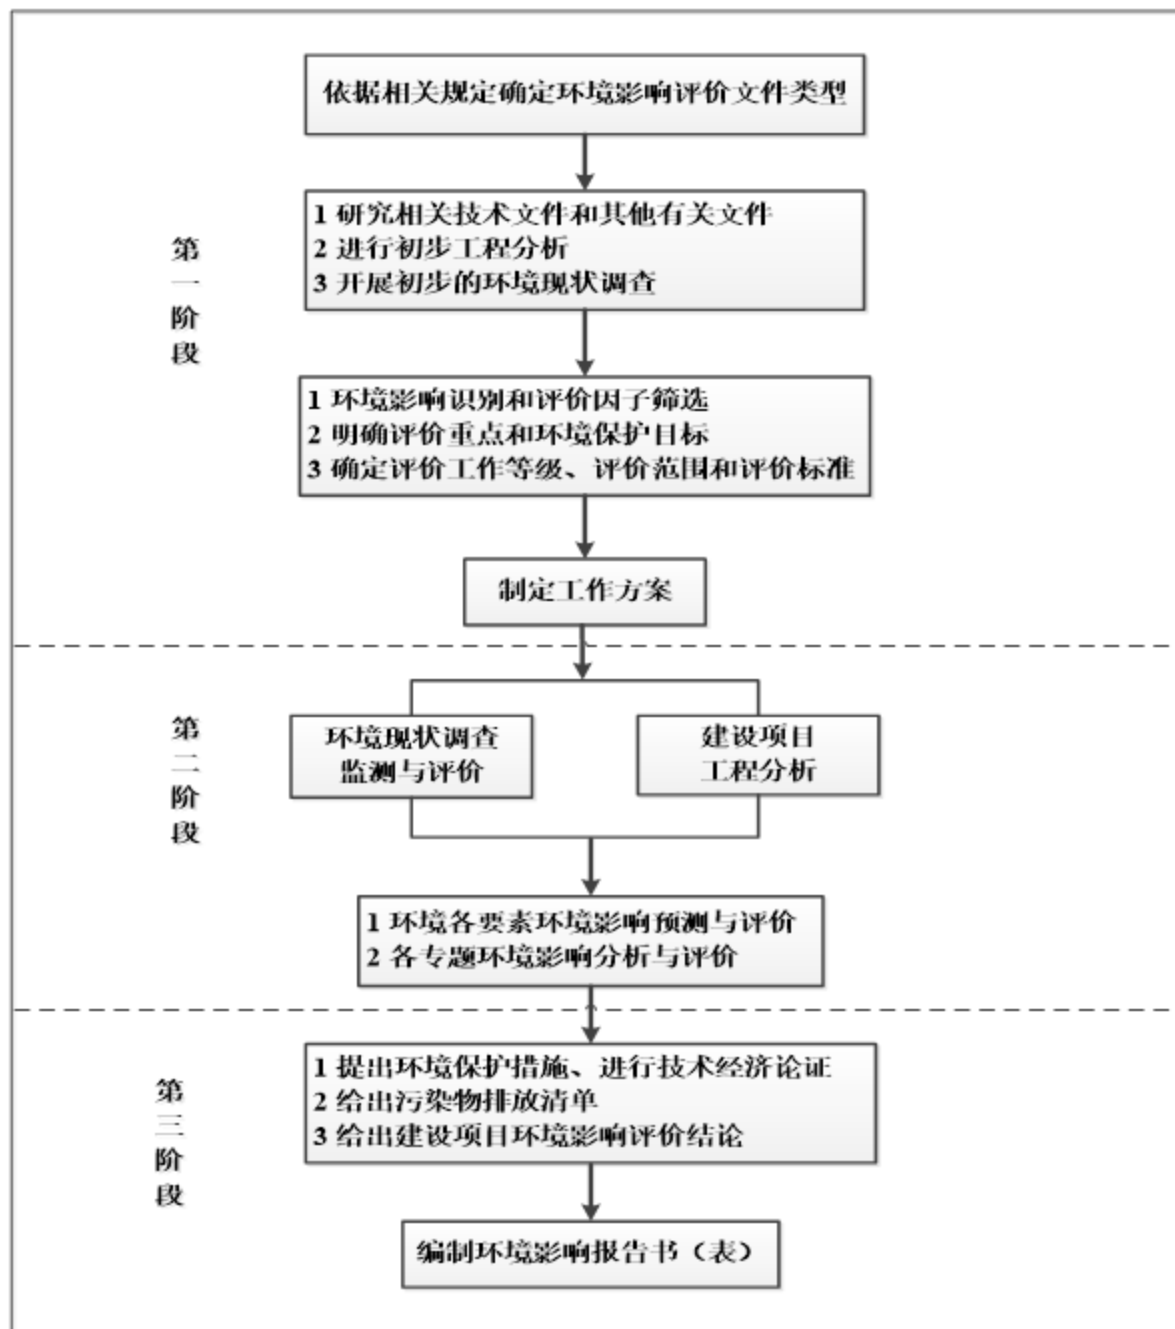 依据相关规定确定环境影响评价文件类型
第一阶段
1 研究相关技术文件和其他有关文件
2 进行初步工程分析
3 开展初步的环境现状调查
1 环境影响识别和评价因子筛选
2 明确评价重点和环境保护目标
3 确定评价工作等级、评价范围和评价标准
制定工作方案
第二阶段
环境现状调查
监测与评价
建设项目
工程分析
1 环境各要素环境影响预测与评价
2 各专题环境影响分析与评价
第三阶段
1 提出环境保护措施、进行技术经济论证
2 给出污染物排放清单
3 给出建设项目环境影响评价结论
编制环境影响报告书（表）